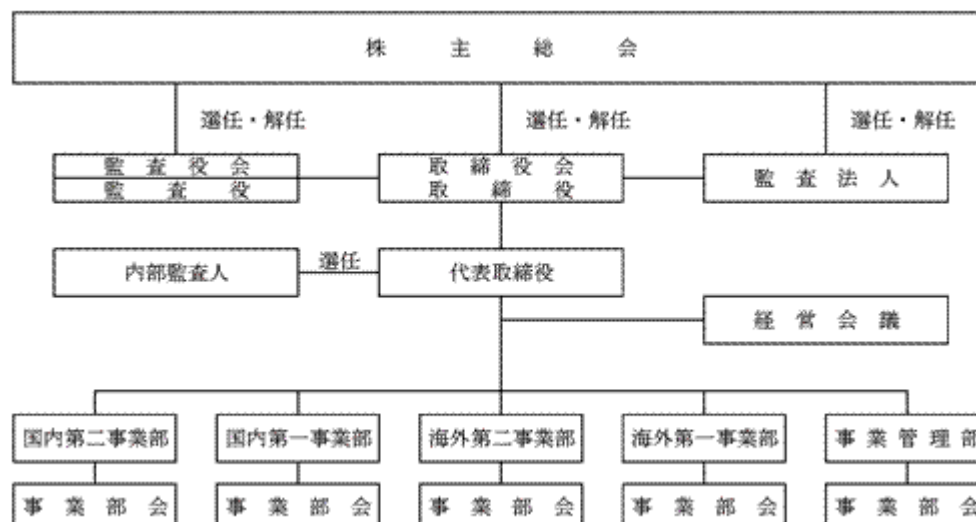 株主総会
選任・解任
選任・解任
選任・解任
監査役会
監査役
取締役会
取締役
監査法人
内部監査人
選任
代表取締役
経営会議
国内第二事業部
国内第一事業部
海外第二事業部
海外第一事業部
事業管理部
事業部会
事業部会
事業部会
事業部会
事業部会